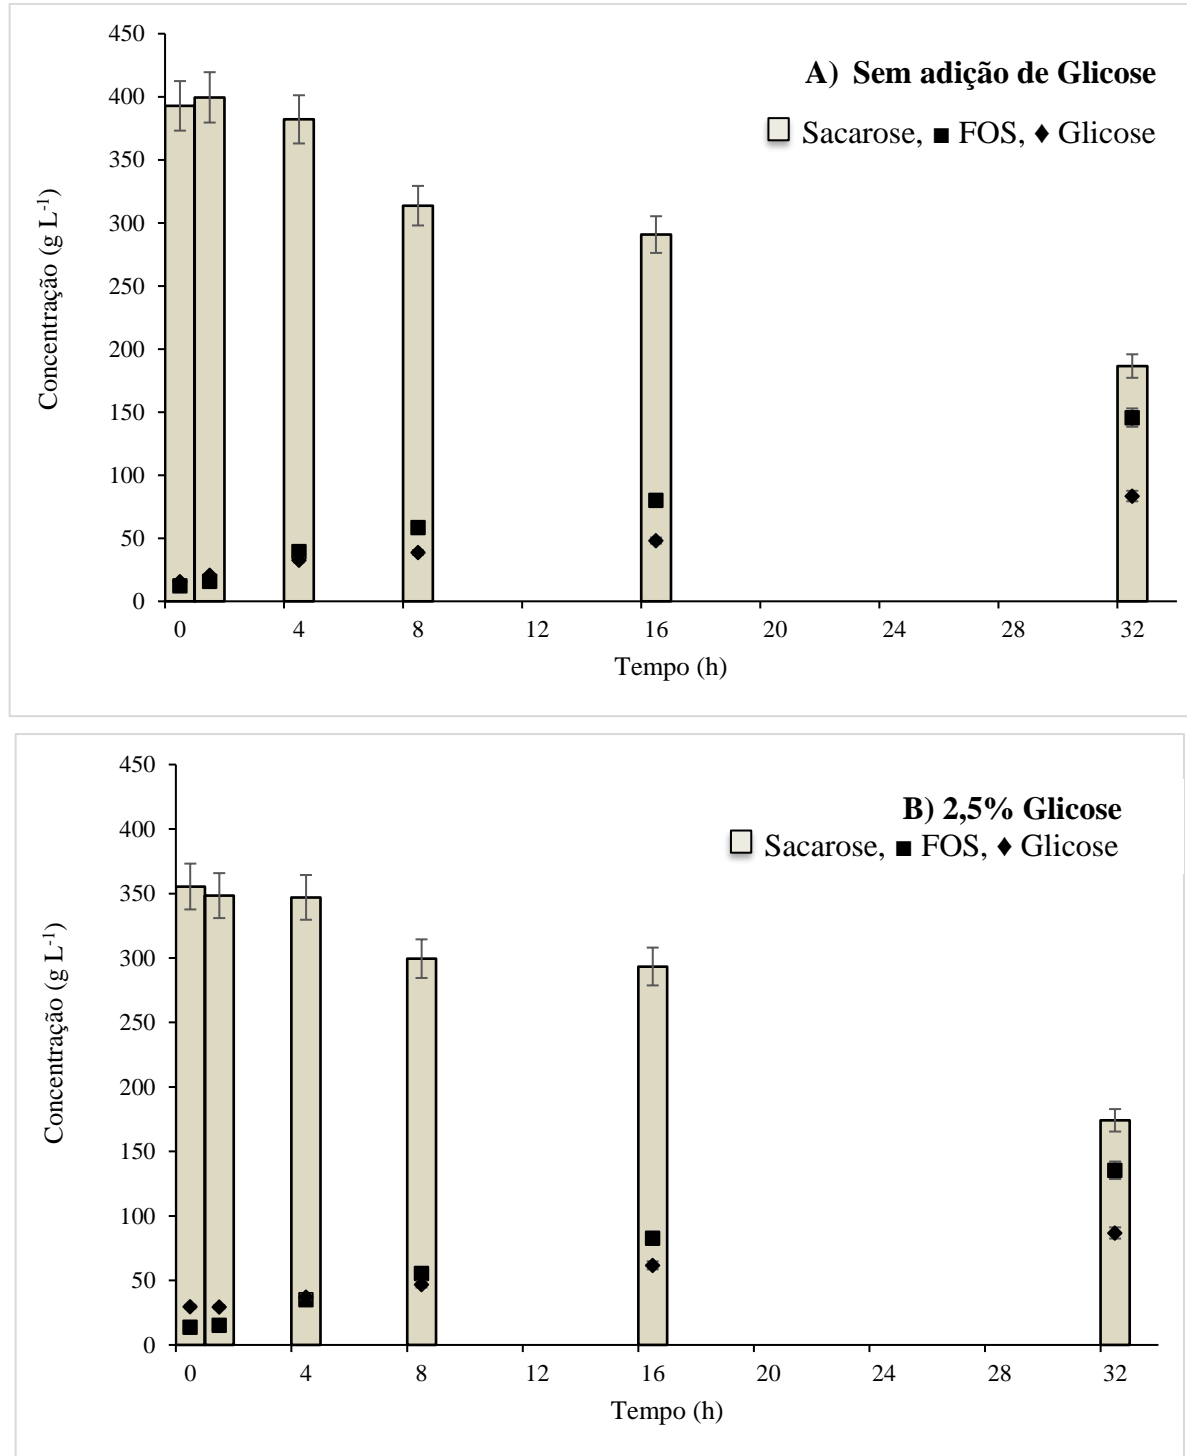 450
400
350
300
250
200
150
100
50
0
Concentração (g L⁻¹)
A) Sem adição de Glicose
Sacarose, ■ FOS, ♦ Glicose
0 4 8 12 16 20 24 28 32
Tempo (h)
450
400
350
300
250
200
150
100
50
0
Concentração (g L⁻¹)
B) 2,5% Glicose
Sacarose, ■ FOS, ♦ Glicose
0 4 8 12 16 20 24 28 32
Tempo (h)